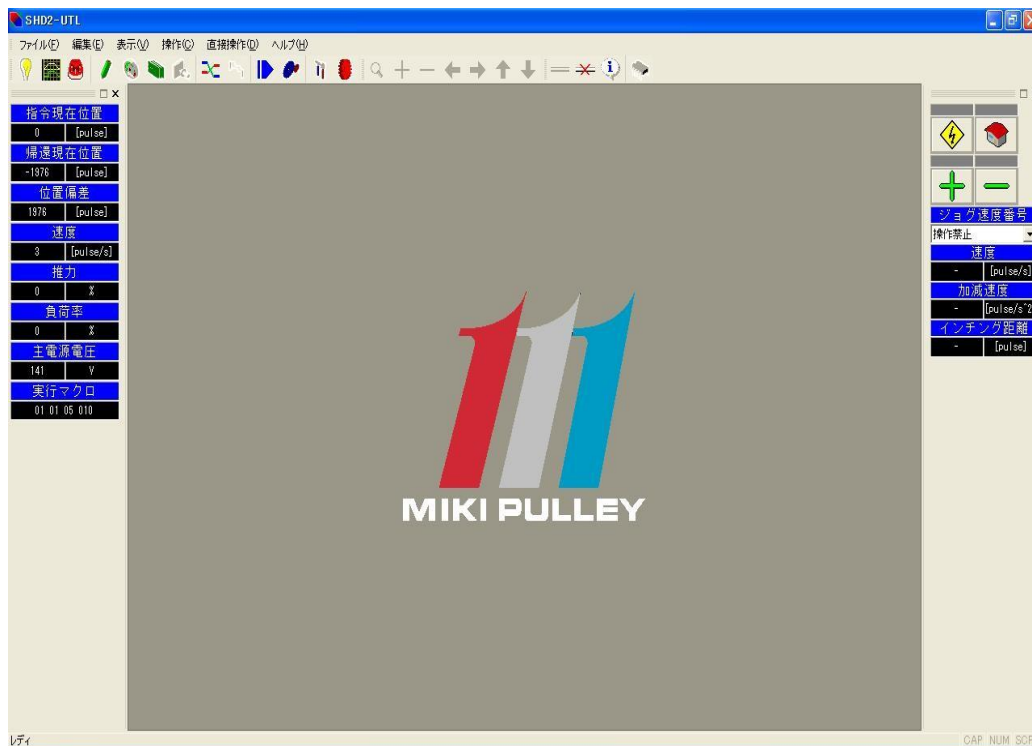 SHD2-UTL
ファイル(F) 編集(E) 表示(V) 操作(C) 直接操作(D) ヘルプ(H)
指令現在位置
0 [pulse]
帰還現在位置
-1976 [pulse]
位置偏差
1976 [pulse]
速度
3 [pulse/s]
推力
0 %
負荷率
0 %
主電源電圧
141 V
実行マクロ
01 01 05 010
MIKI PULLEY
ジョグ速度番号
操作禁止
速度
- [pulse/s]
加減速度
- [pulse/s^2
インチング距離
- [pulse]
レディ
CAP NUM SCF